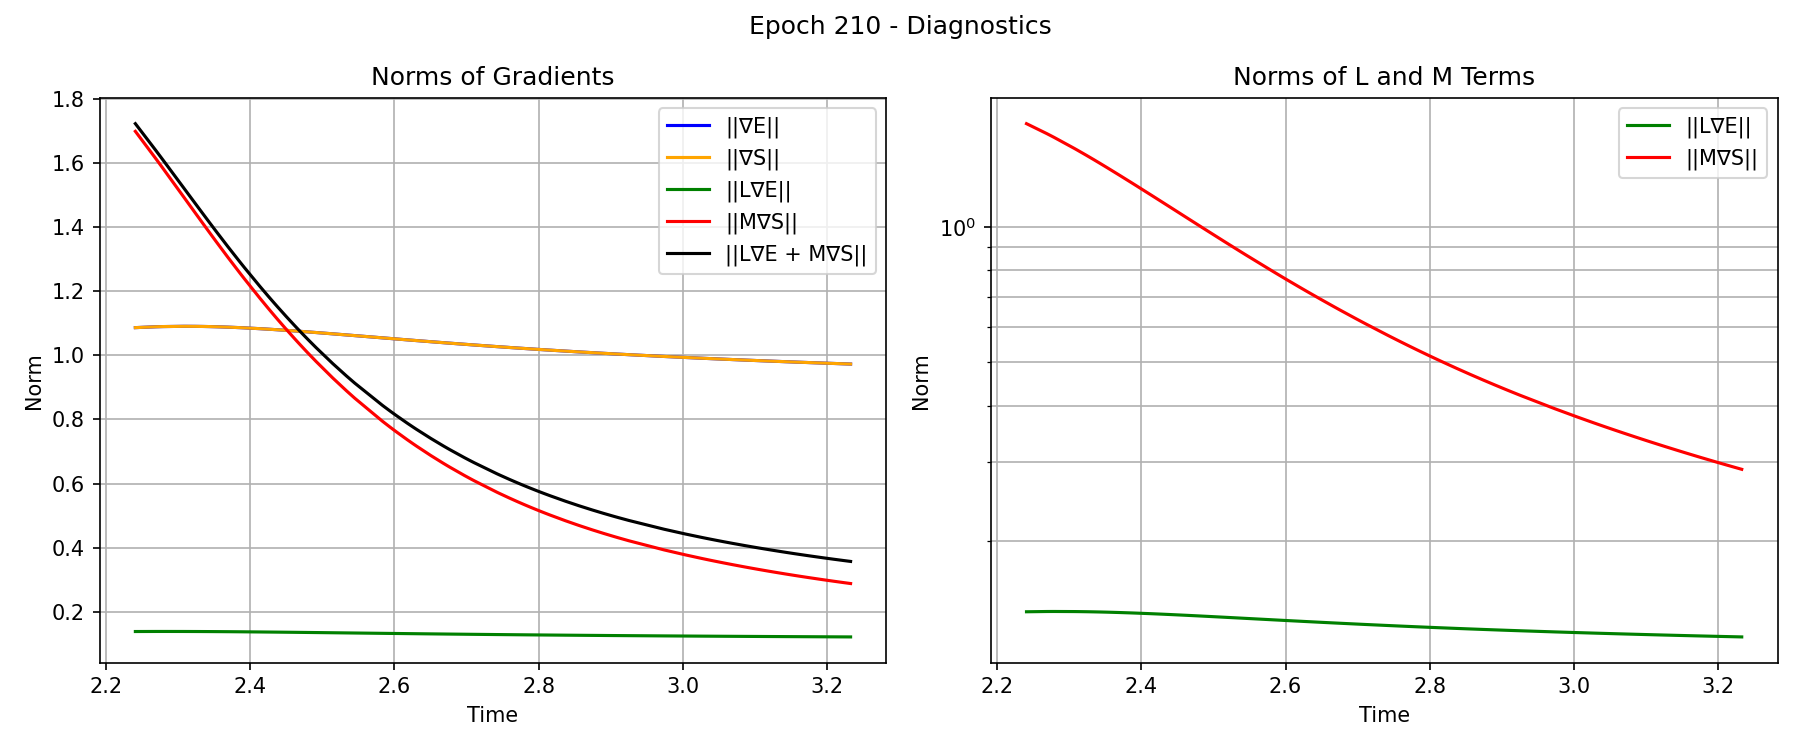 Epoch 210 - Diagnostics
Norms of Gradients
1.8
1.6
1.4
1.2
1.0
0.8
0.6
0.4
0.2
Norm
2.2 2.4 2.6 2.8 3.0 3.2
Time
||∇E||
||∇S||
||L∇E||
||M∇S||
||L∇E + M∇S||
Norms of L and M Terms
10⁰
Norm
2.2 2.4 2.6 2.8 3.0 3.2
Time
||L∇E||
||M∇S||